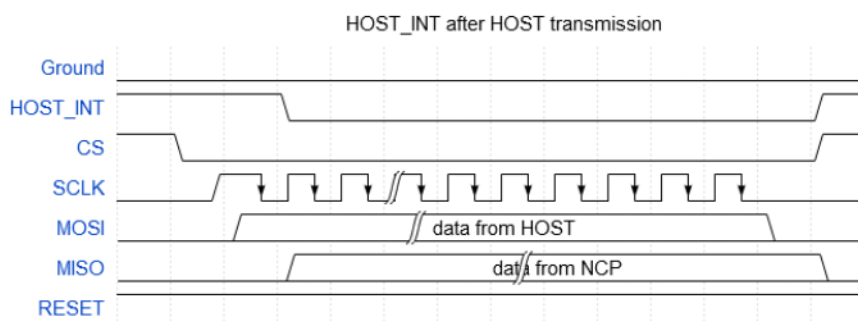 HOST_INT after HOST transmission
Ground
HOST_INT
CS
SCLK
MOSI
data from HOST
MISO
data from NCP
RESET